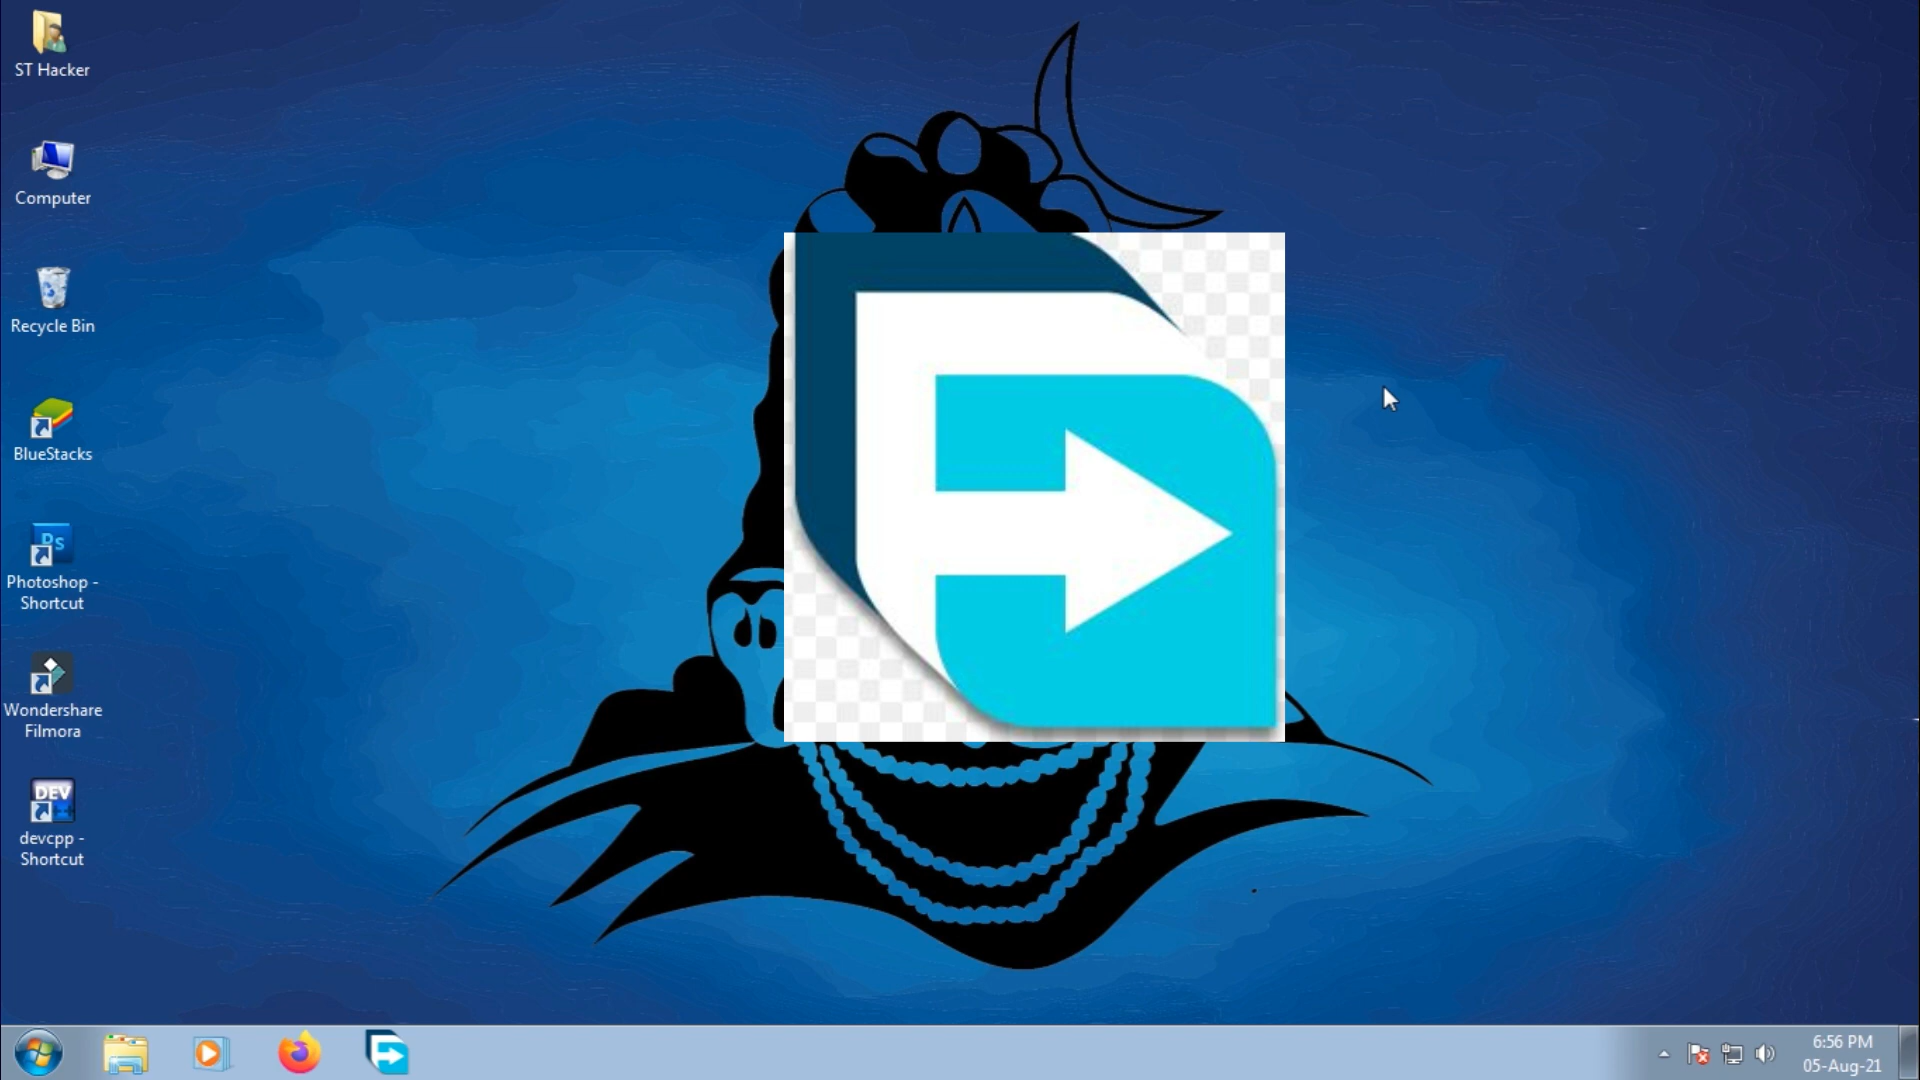 ST Hacker
Computer
Recycle Bin
BlueStacks
Ps
Photoshop -
Shortcut
Wondershare
Filmora
DEV
devcpp -
Shortcut
6:56 PM
05-Aug-21